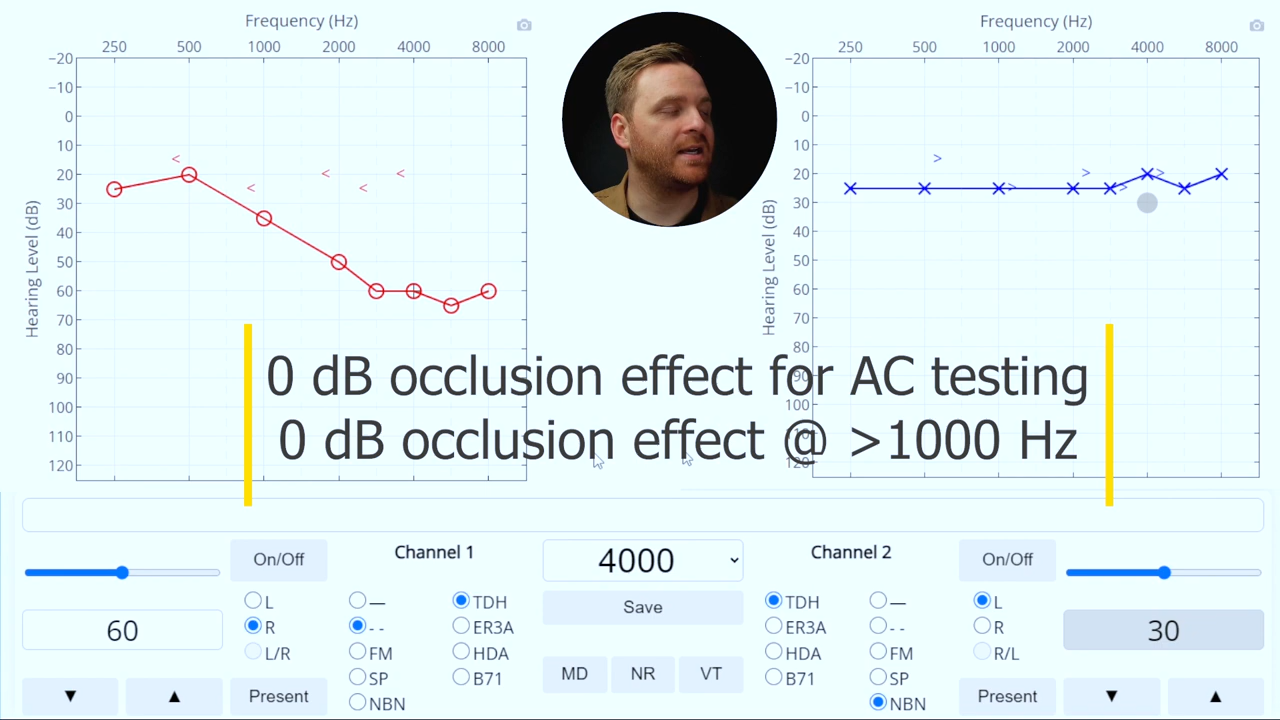 Frequency (Hz)
250 500 1000 2000 4000 8000
Hearing Level (dB)
−20
−10
0
10
20
30
40
50
60
70
80
90
100
110
120
Frequency (Hz)
250 500 1000 2000 4000 8000
Hearing Level (dB)
−20
−10
0
10
20
30
40
50
60
70
80
90
100
110
120
0 dB occlusion effect for AC testing
0 dB occlusion effect @ >1000 Hz
On/Off Channel 1 4000 Channel 2 On/Off
L — TDH Save TDH — L
60 R - - ER3A ER3A - - R 30
L/R FM HDA HDA FM R/L
SP B71 MD NR VT B71 SP
▼ ▲ Present NBN NBN Present ▼ ▲